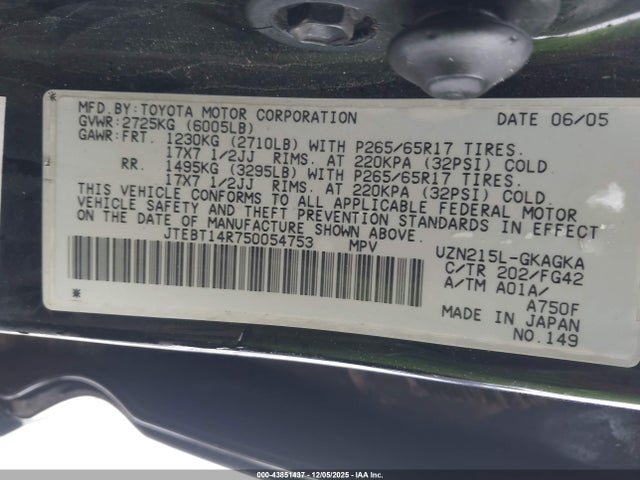 MFD.BY:TOYOTA MOTOR CORPORATION DATE 06/05
GVWR:2725KG (6005LB)
GAWR:FRT. 1230KG (2710LB) WITH P265/65R17 TIRES.
17X7 1/2JJ RIMS. AT 220KPA (32PSI) COLD
RR. 1495KG (3295LB) WITH P265/65R17 TIRES.
17X7 1/2JJ RIMS. AT 220KPA (32PSI) COLD.
THIS VEHICLE CONFORMS TO ALL APPLICABLE FEDERAL MOTOR
VEHICLE SAFETY AND THEFT PREVENTION STANDARDS IN EFFECT
ON THE DATE OF MANUFACTURE SHOWN ABOVE.
JTEBT14R750054753 MPV
UZN215L-GKAGKA
C/TR 202/FG42
A/TM A01A/
A750F
MADE IN JAPAN
NO.149
00-43851437 - 12/05/2025 - IAAI, Inc.